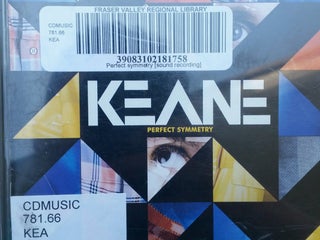 FRASER VALLEY REGIONAL LIBRARY
CDMUSIC
781.66
KEA
39083102181758
Perfect symmetry [sound recording]
KEANE
PERFECT SYMMETRY
CDMUSIC
781.66
KEA